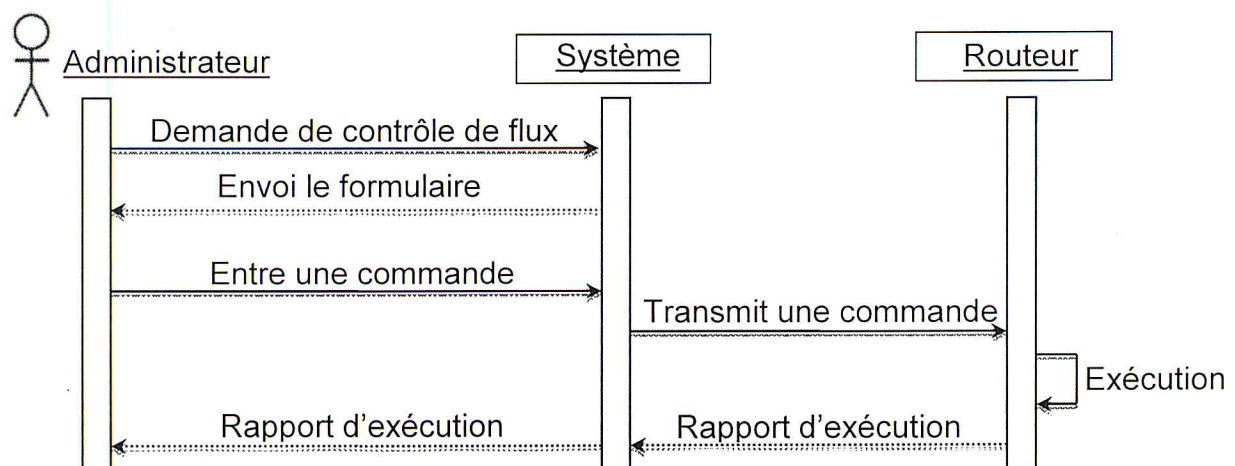 Administrateur
Système
Routeur
Demande de contrôle de flux
Envoi le formulaire
Entre une commande
Transmit une commande
Exécution
Rapport d'exécution
Rapport d'exécution